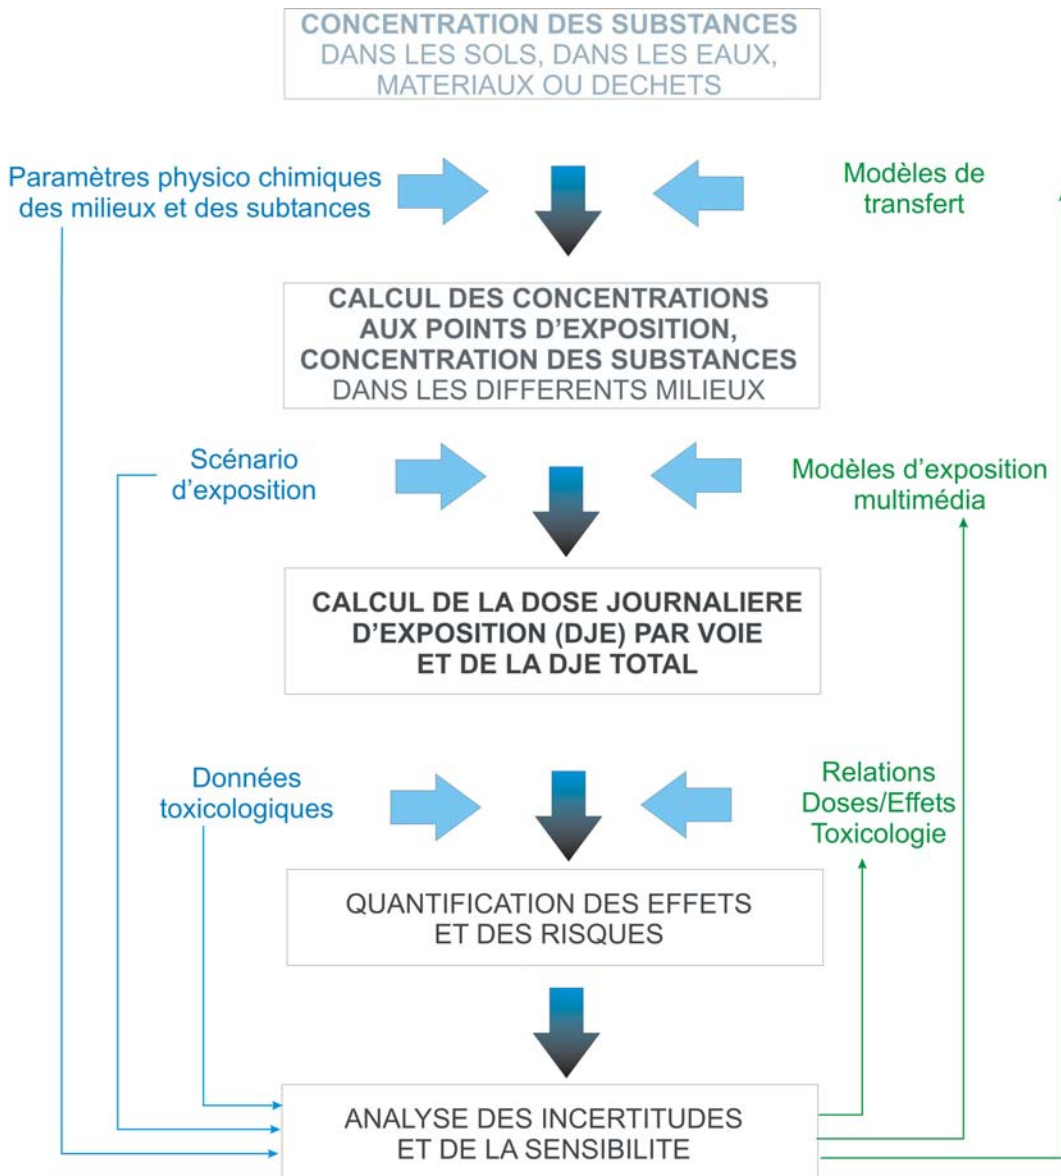 CONCENTRATION DES SUBSTANCES
DANS LES SOLS, DANS LES EAUX,
MATERIAUX OU DECHETS
Paramètres physico chimiques
des milieux et des subtances
Modèles de
transfert
CALCUL DES CONCENTRATIONS
AUX POINTS D'EXPOSITION,
CONCENTRATION DES SUBSTANCES
DANS LES DIFFERENTS MILIEUX
Scénario
d'exposition
Modèles d'exposition
multimédia
CALCUL DE LA DOSE JOURNALIERE
D'EXPOSITION (DJE) PAR VOIE
ET DE LA DJE TOTAL
Données
toxicologiques
Relations
Doses/Effets
Toxicologie
QUANTIFICATION DES EFFETS
ET DES RISQUES
ANALYSE DES INCERTITUDES
ET DE LA SENSIBILITE